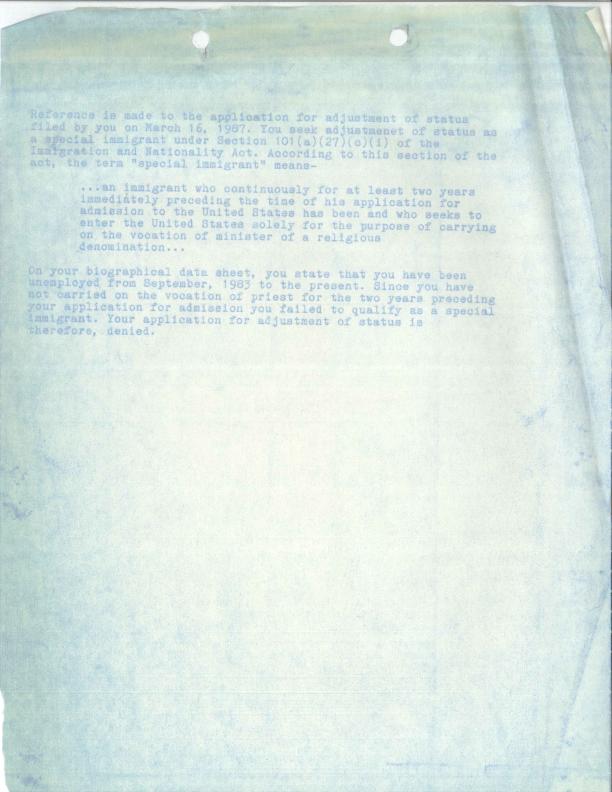 Reference is made to the application for adjustment of status
filed by you on March 16, 1987. You seek adjustmenet of status as
a special immigrant under Section 101(a)(27)(c)(i) of the
Immigration and Nationality Act. According to this section of the
act, the term "special immigrant" means-
...an immigrant who continuously for at least two years
immediately preceding the time of his application for
admission to the United States has been and who seeks to
enter the United States solely for the purpose of carrying
on the vocation of minister of a religious
denomination...
On your biographical data sheet, you state that you have been
unemployed from September, 1983 to the present. Since you have
not carried on the vocation of priest for the two years preceding
your application for admission you failed to qualify as a special
immigrant. Your application for adjustment of status is
therefore, denied.